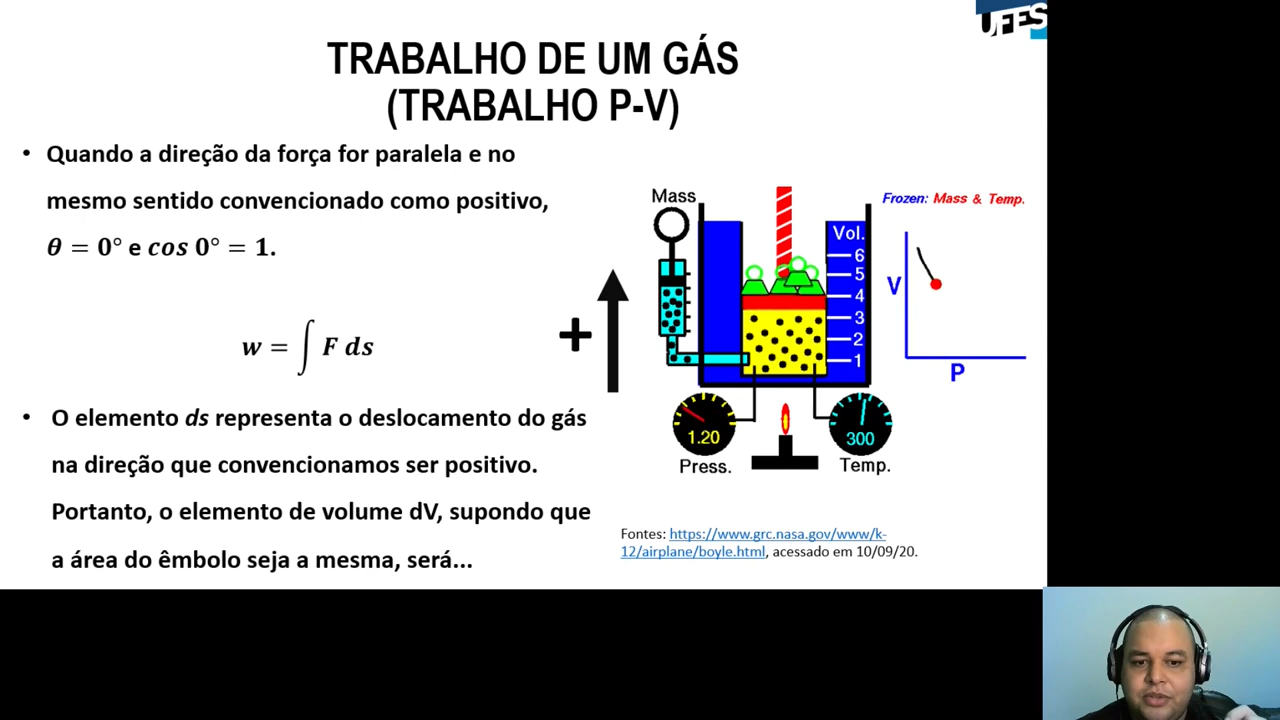 UFES
TRABALHO DE UM GÁS
(TRABALHO P-V)
• Quando a direção da força for paralela e no
mesmo sentido convencionado como positivo,
θ = 0° e cos 0° = 1.
w = ∫ F ds
• O elemento ds representa o deslocamento do gás
na direção que convencionamos ser positivo.
Portanto, o elemento de volume dV, supondo que
a área do êmbolo seja a mesma, será...
+
Mass
Vol.
6
5
4
3
2
1
1.20
Press.
300
Temp.
Frozen: Mass & Temp.
V
P
Fontes: https://www.grc.nasa.gov/www/k-
12/airplane/boyle.html, acessado em 10/09/20.